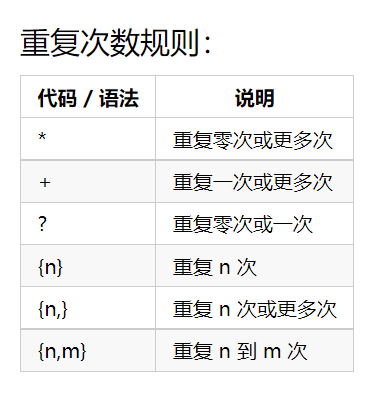 重复次数规则：
代码 / 语法 说明
* 重复零次或更多次
+ 重复一次或更多次
? 重复零次或一次
{n} 重复 n 次
{n,} 重复 n 次或更多次
{n,m} 重复 n 到 m 次